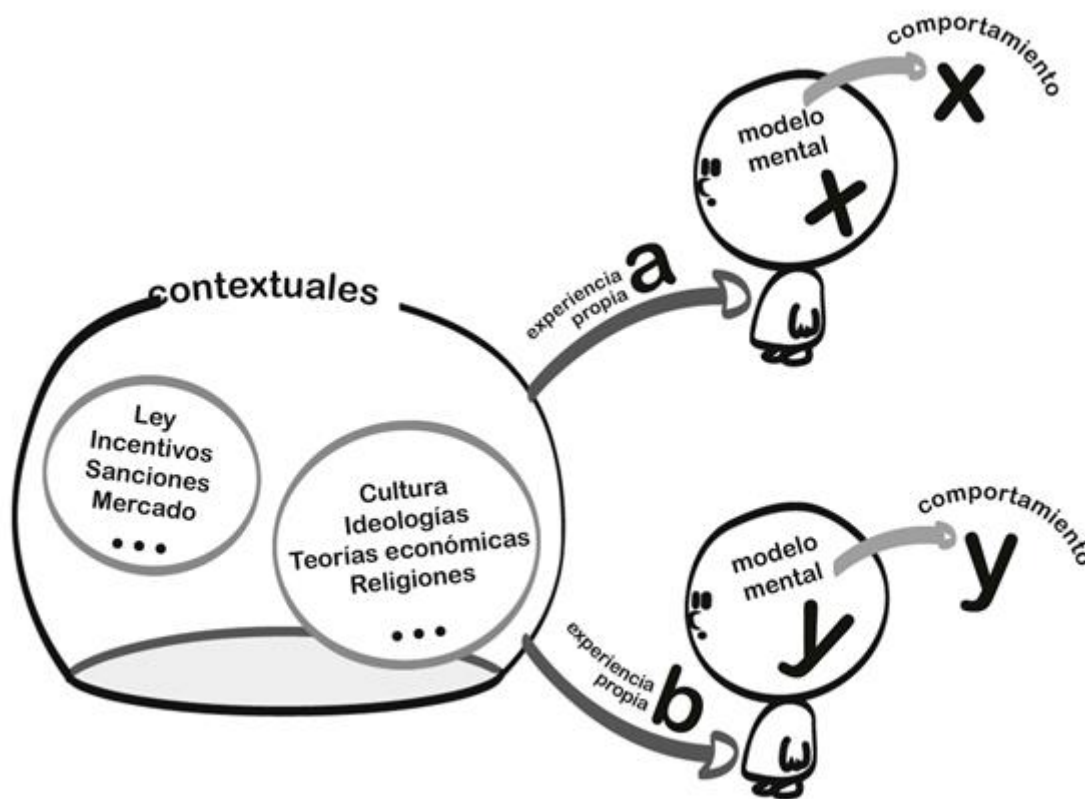 contextuales
Ley
Incentivos
Sanciones
Mercado
...
Cultura
Ideologías
Teorías económicas
Religiones
...
experiencia
propia
a
modelo
mental
x
comportamiento
x
experiencia
propia
b
modelo
mental
y
comportamiento
y